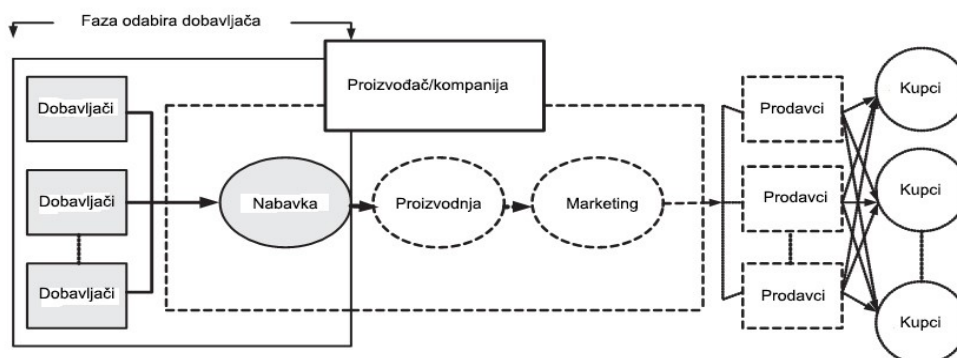 Faza odabira dobavljača
Proizvođač/kompanija
Dobavljači
Dobavljači
Dobavljači
Nabavka
Proizvodnja
Marketing
Prodavci
Prodavci
Prodavci
Kupci
Kupci
Kupci